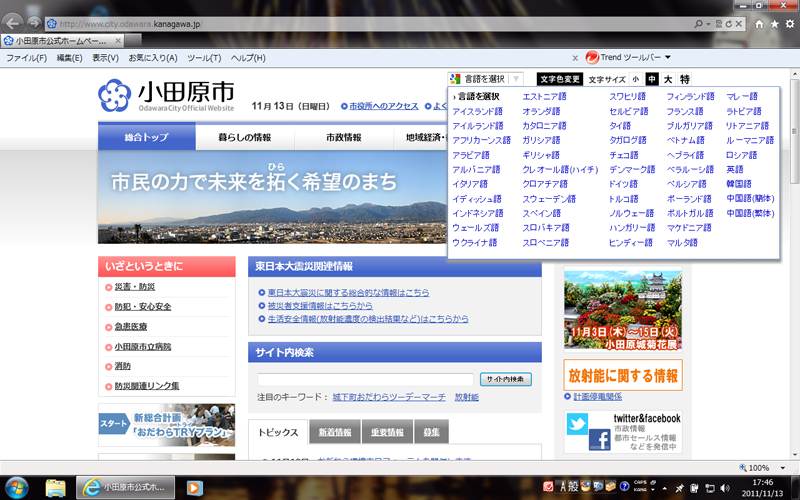 http://www.city.odawara.kanagawa.jp/
小田原市公式ホームペー...
ファイル(F) 編集(E) 表示(V) お気に入り(A) ツール(T) ヘルプ(H)
Trend ツールバー
小田原市
Odawara City Official Website
11月13日（日曜日） 市役所へのアクセス よく
言語を選択 文字色変更 文字サイズ 小 中 大 特
総合トップ 暮らしの情報 市政情報 地域経済・
›言語を選択 エストニア語 スワヒリ語 フィンランド語 マレー語
アイスランド語 オランダ語 セルビア語 フランス語 ラトビア語
アイルランド語 カタロニア語 タイ語 ブルガリア語 リトアニア語
アフリカーンス語 ガリシア語 タガログ語 ベトナム語 ルーマニア語
アラビア語 ギリシャ語 チェコ語 ヘブライ語 ロシア語
アルバニア語 クレオール語(ハイチ) デンマーク語 ベラルーシ語 英語
イタリア語 クロアチア語 ドイツ語 ペルシア語 韓国語
イディッシュ語 スウェーデン語 トルコ語 ポーランド語 中国語(簡体)
インドネシア語 スペイン語 ノルウェー語 ポルトガル語 中国語(繁体)
ウェールズ語 スロバキア語 ハンガリー語 マケドニア語
ウクライナ語 スロベニア語 ヒンディー語 マルタ語
ひら
市民の力で未来を拓く希望のまち
いざというときに
災害・防災
防犯・安心安全
急患医療
小田原市立病院
消防
防災関連リンク集
スタート 新総合計画
「おだわらTRYプラン」
東日本大震災関連情報
東日本大震災に関する総合的な情報はこちら
被災者支援情報はこちらから
生活安全情報(放射能濃度の検出結果など)はこちらから
サイト内検索
サイト内検索
注目のキーワード： 城下町おだわらツーデーマーチ 放射能
トピックス 新着情報 重要情報 募集
11月3日(木)～15日(火)
小田原城菊花展
放射能に関する情報
計画停電関係
twitter&facebook
市政情報
都市セールス情報
などを発信中
100%
小田原市公式ホ...
A 般 CAPS KANA
17:46
2011/11/13